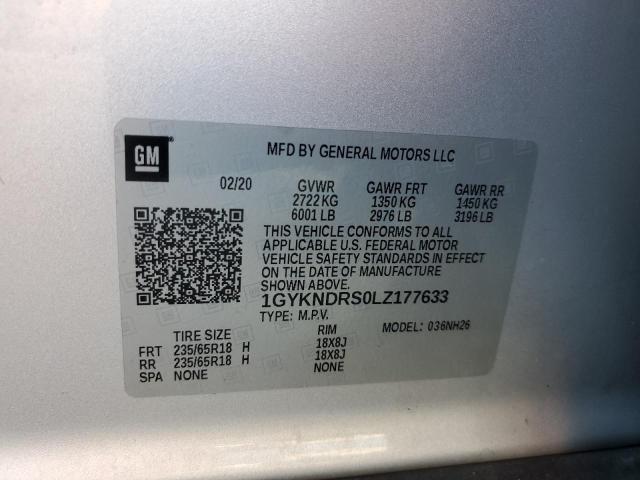 GM
MFD BY GENERAL MOTORS LLC
02/20 GVWR GAWR FRT GAWR RR
2722 KG 1350 KG 1450 KG
6001 LB 2976 LB 3196 LB
THIS VEHICLE CONFORMS TO ALL
APPLICABLE U.S. FEDERAL MOTOR
VEHICLE SAFETY STANDARDS IN EFFECT
ON THE DATE OF MANUFACTURE
SHOWN ABOVE.
1GYKNDRS0LZ177633
TYPE: M.P.V. MODEL: 036NH26
TIRE SIZE RIM
FRT 235/65R18 H 18X8J
RR 235/65R18 H 18X8J
SPA NONE NONE